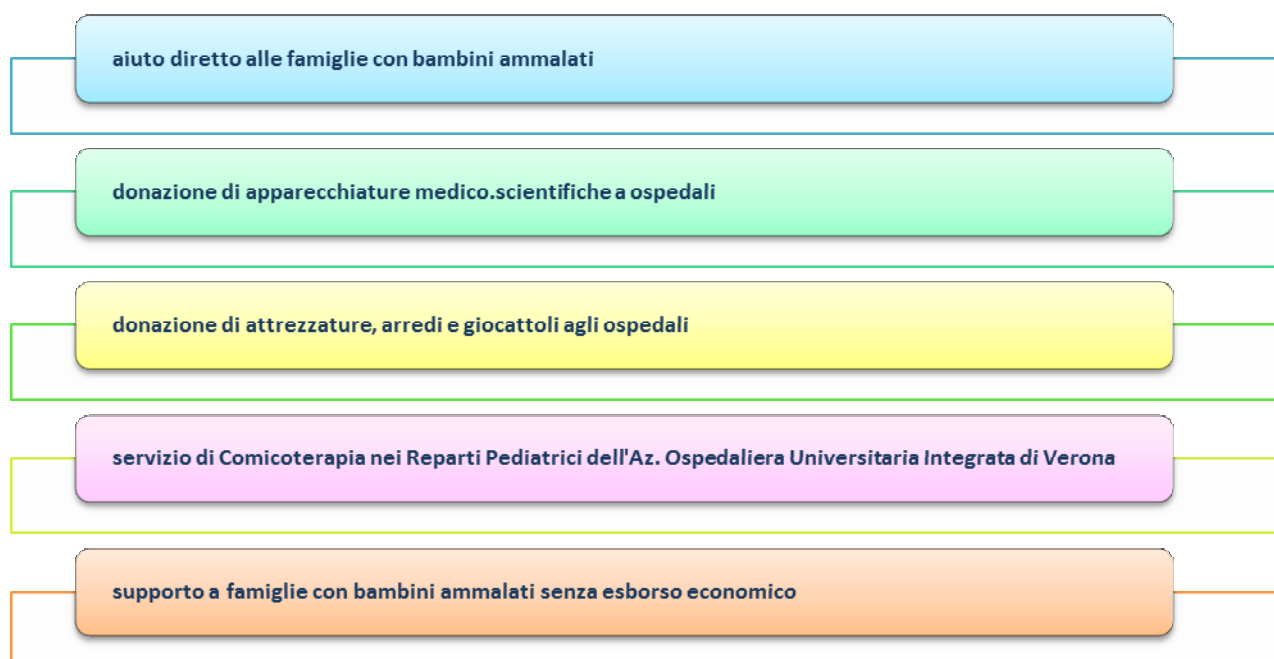 aiuto diretto alle famiglie con bambini ammalati
donazione di apparecchiature medico.scientifiche a ospedali
donazione di attrezzature, arredi e giocattoli agli ospedali
servizio di Comicoterapia nei Reparti Pediatrici dell'Az. Ospedaliera Universitaria Integrata di Verona
supporto a famiglie con bambini ammalati senza esborso economico